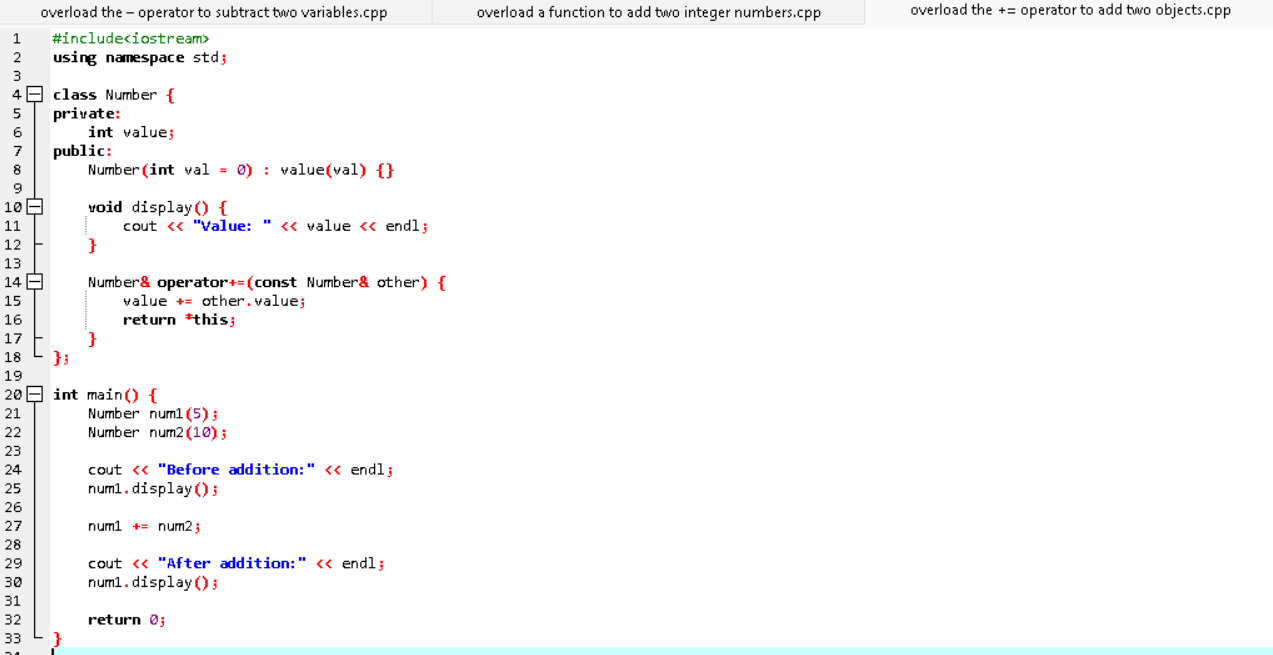 overload the – operator to subtract two variables.cpp overload a function to add two integer numbers.cpp overload the += operator to add two objects.cpp
1 #include<iostream>
2 using namespace std;
3
4 class Number {
5 private:
6 int value;
7 public:
8 Number(int val = 0) : value(val) {}
9
10 void display() {
11 cout << "Value: " << value << endl;
12 }
13
14 Number& operator+=(const Number& other) {
15 value += other.value;
16 return *this;
17 }
18 };
19
20 int main() {
21 Number num1(5);
22 Number num2(10);
23
24 cout << "Before addition:" << endl;
25 num1.display();
26
27 num1 += num2;
28
29 cout << "After addition:" << endl;
30 num1.display();
31
32 return 0;
33 }
34